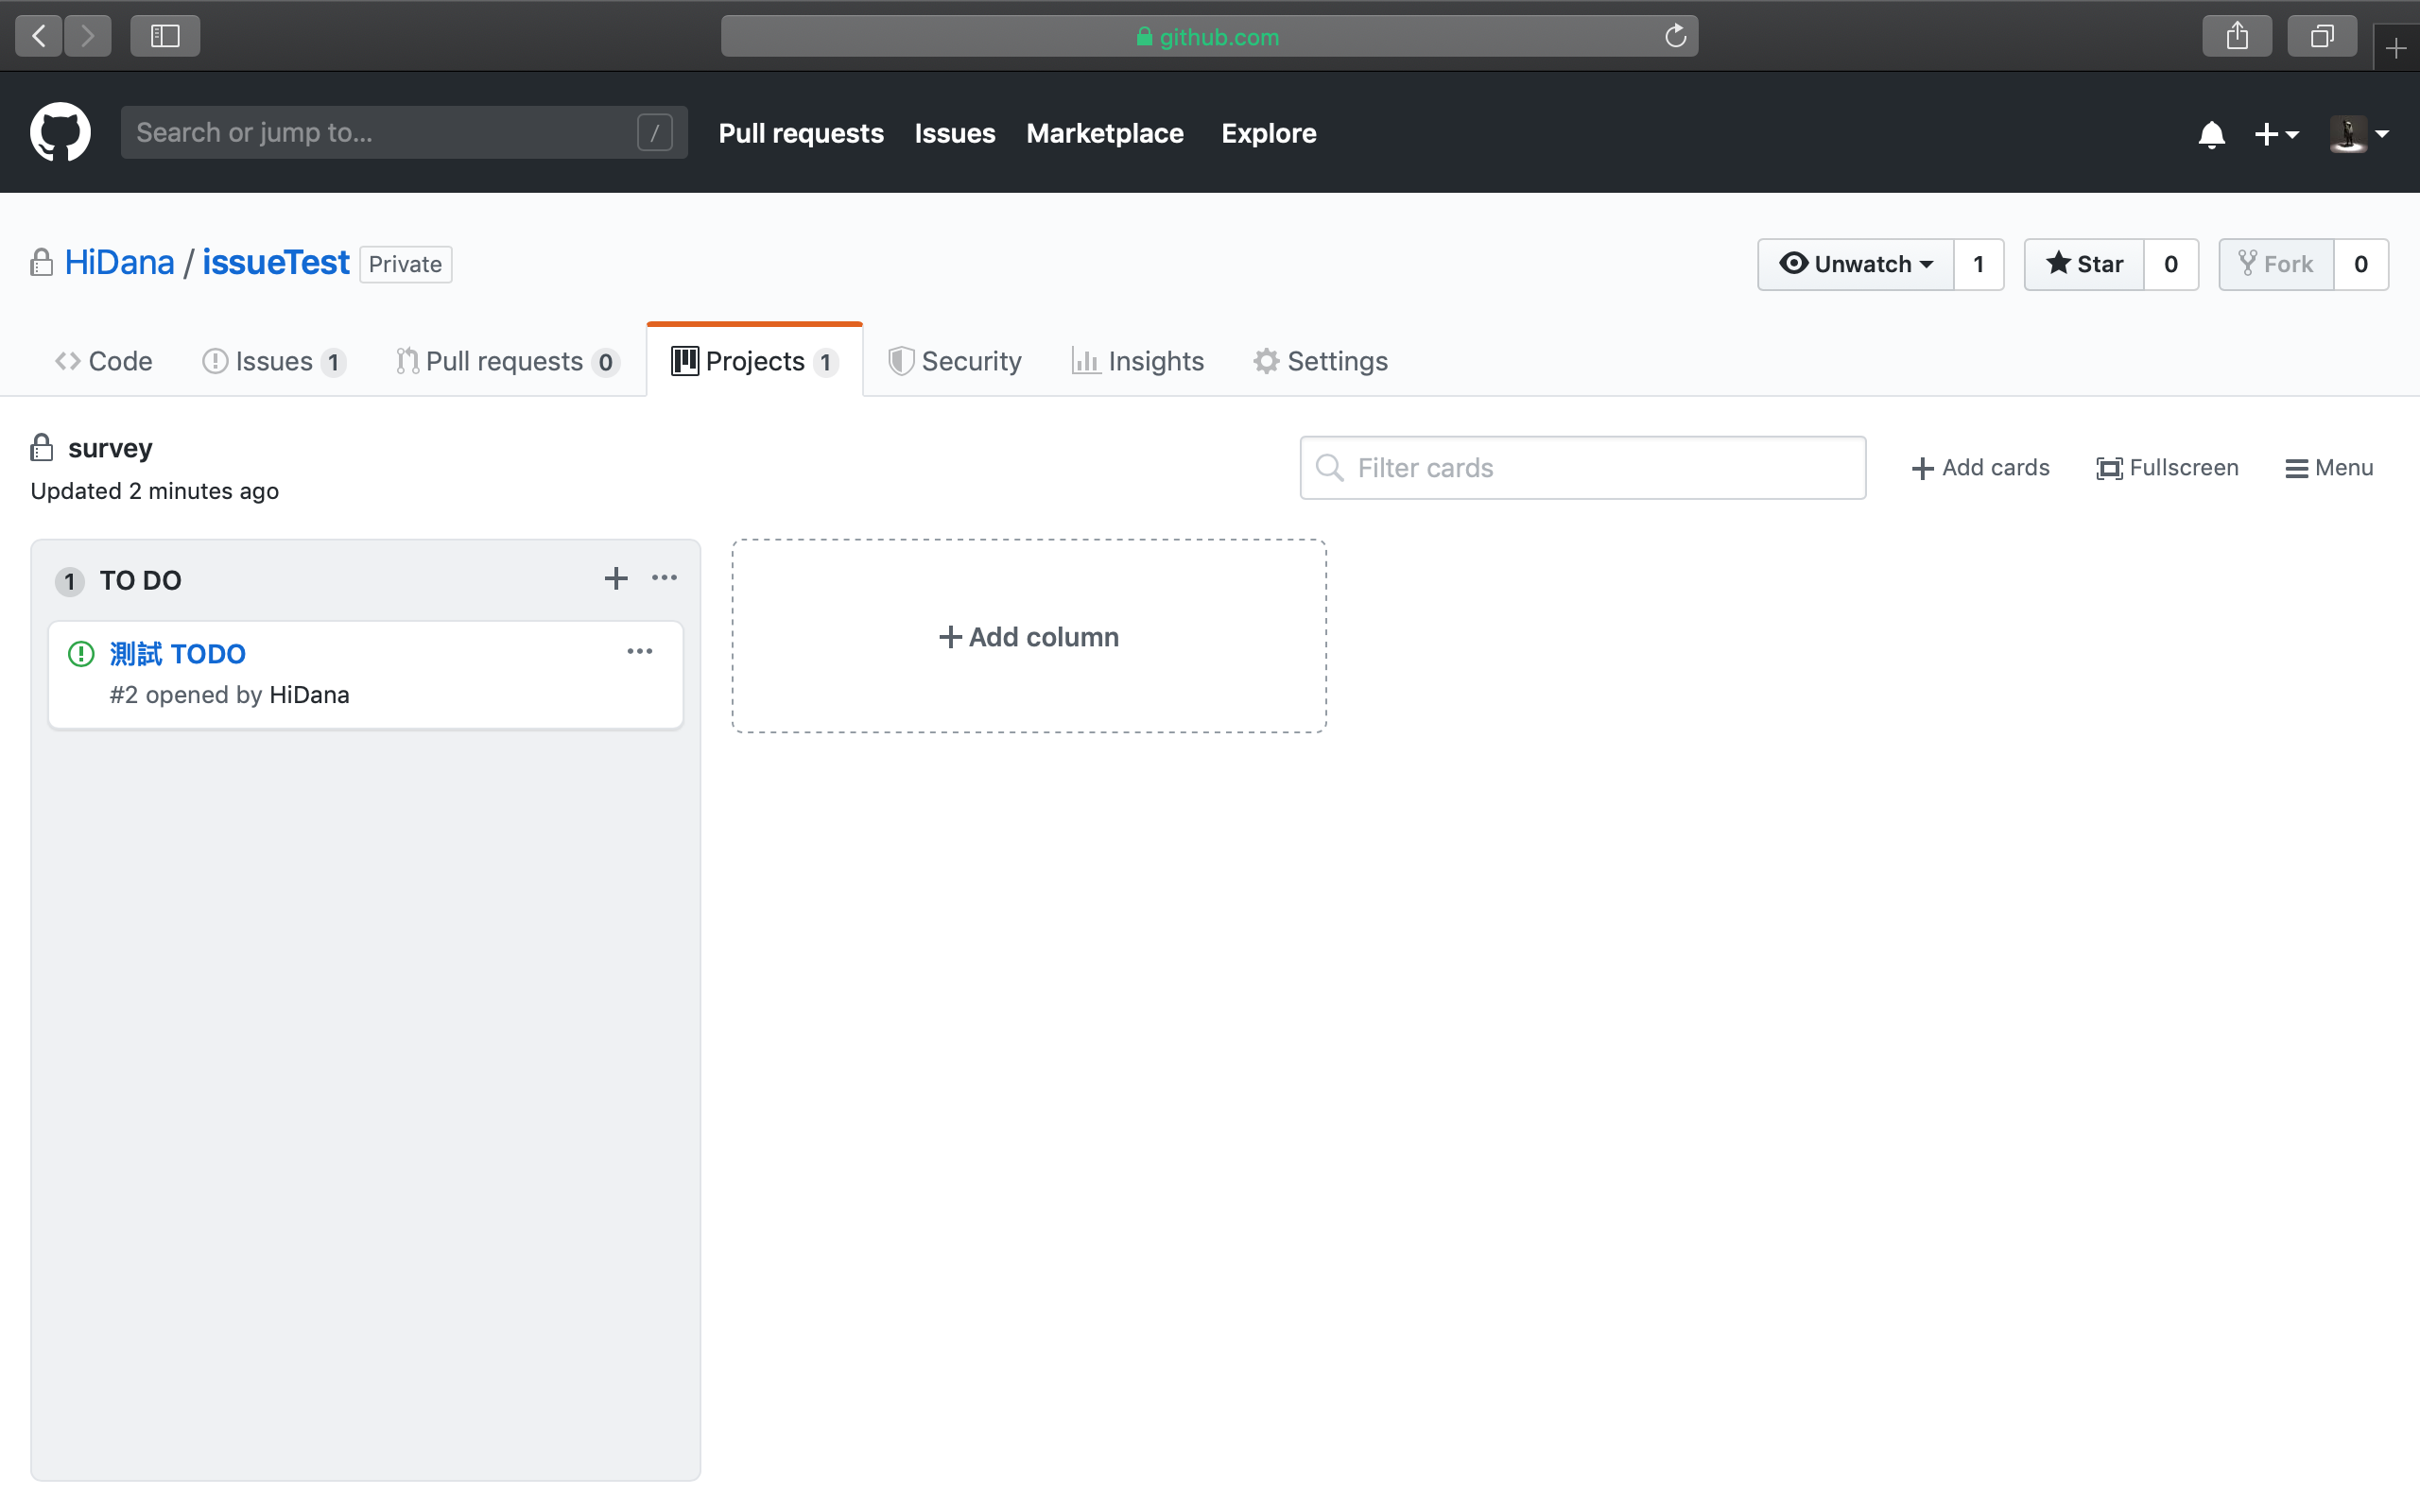 github.com
Search or jump to... /
Pull requests Issues Marketplace Explore
HiDana / issueTest Private
Unwatch 1 Star 0 Fork 0
Code Issues 1 Pull requests 0 Projects 1 Security Insights Settings
survey
Updated 2 minutes ago
Filter cards
Add cards Fullscreen Menu
1 TO DO
測試 TODO
#2 opened by HiDana
Add column